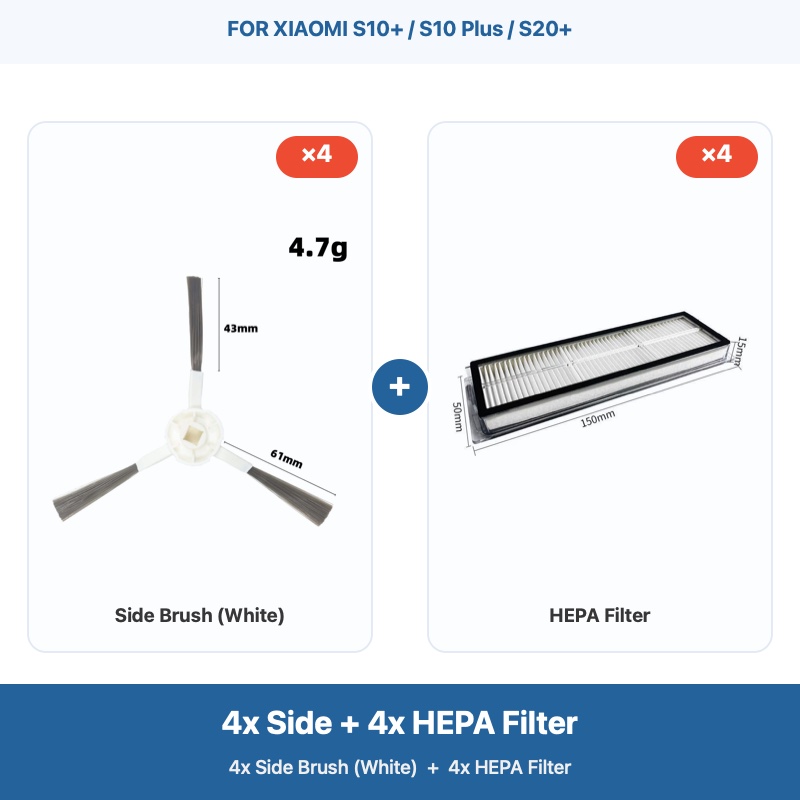 FOR XIAOMI S10+ / S10 Plus / S20+
×4
4.7g
43mm
61mm
Side Brush (White)
+
×4
15mm
50mm
150mm
HEPA Filter
4x Side + 4x HEPA Filter
4x Side Brush (White) + 4x HEPA Filter